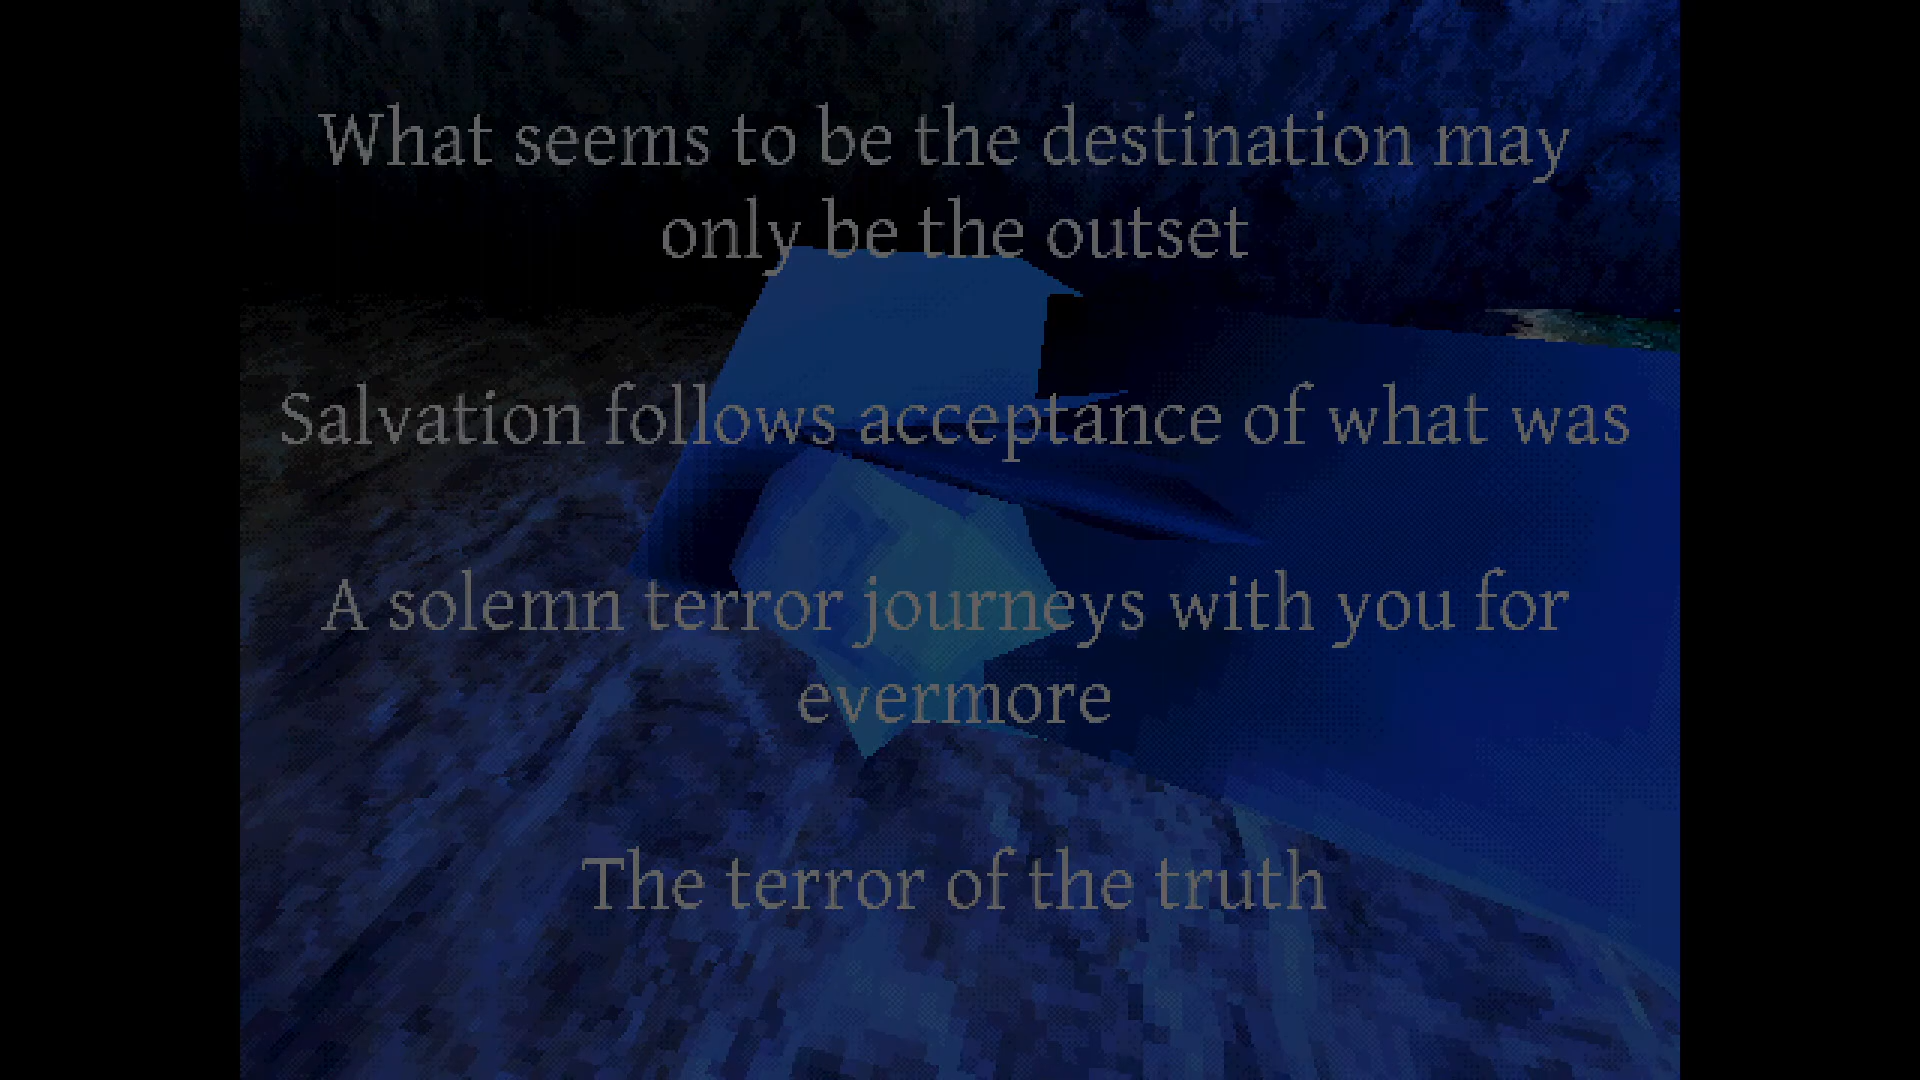 What seems to be the destination may
only be the outset
Salvation follows acceptance of what was
A solemn terror journeys with you for
evermore
The terror of the truth